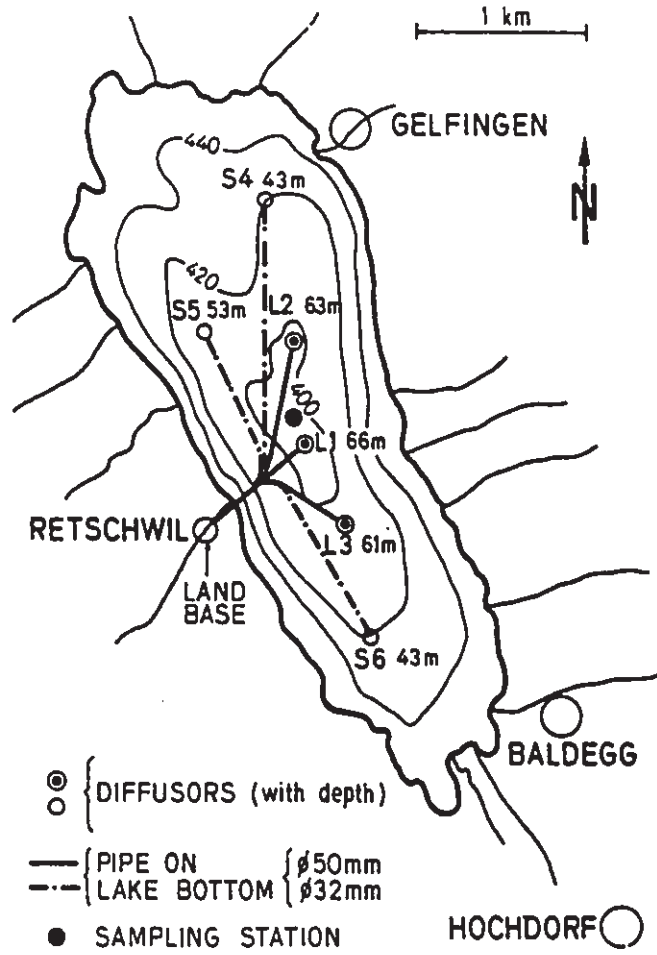 1 km
GELFINGEN
440
S4 43m
N
420
S5 53m
L2 63m
400
L1 66m
RETSCHWIL
L3 61m
LAND
BASE
S6 43m
BALDEGG
DIFFUSORS (with depth)
PIPE ON
LAKE BOTTOM
ø50mm
ø32mm
SAMPLING STATION
HOCHDORF